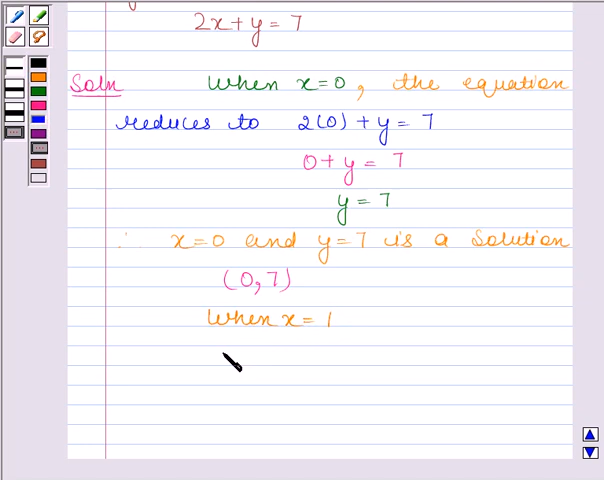 2x + y = 7
Soln When x = 0, the equation
reduces to 2(0) + y = 7
0 + y = 7
y = 7
x = 0 and y = 7 is a solution
(0, 7)
When x = 1